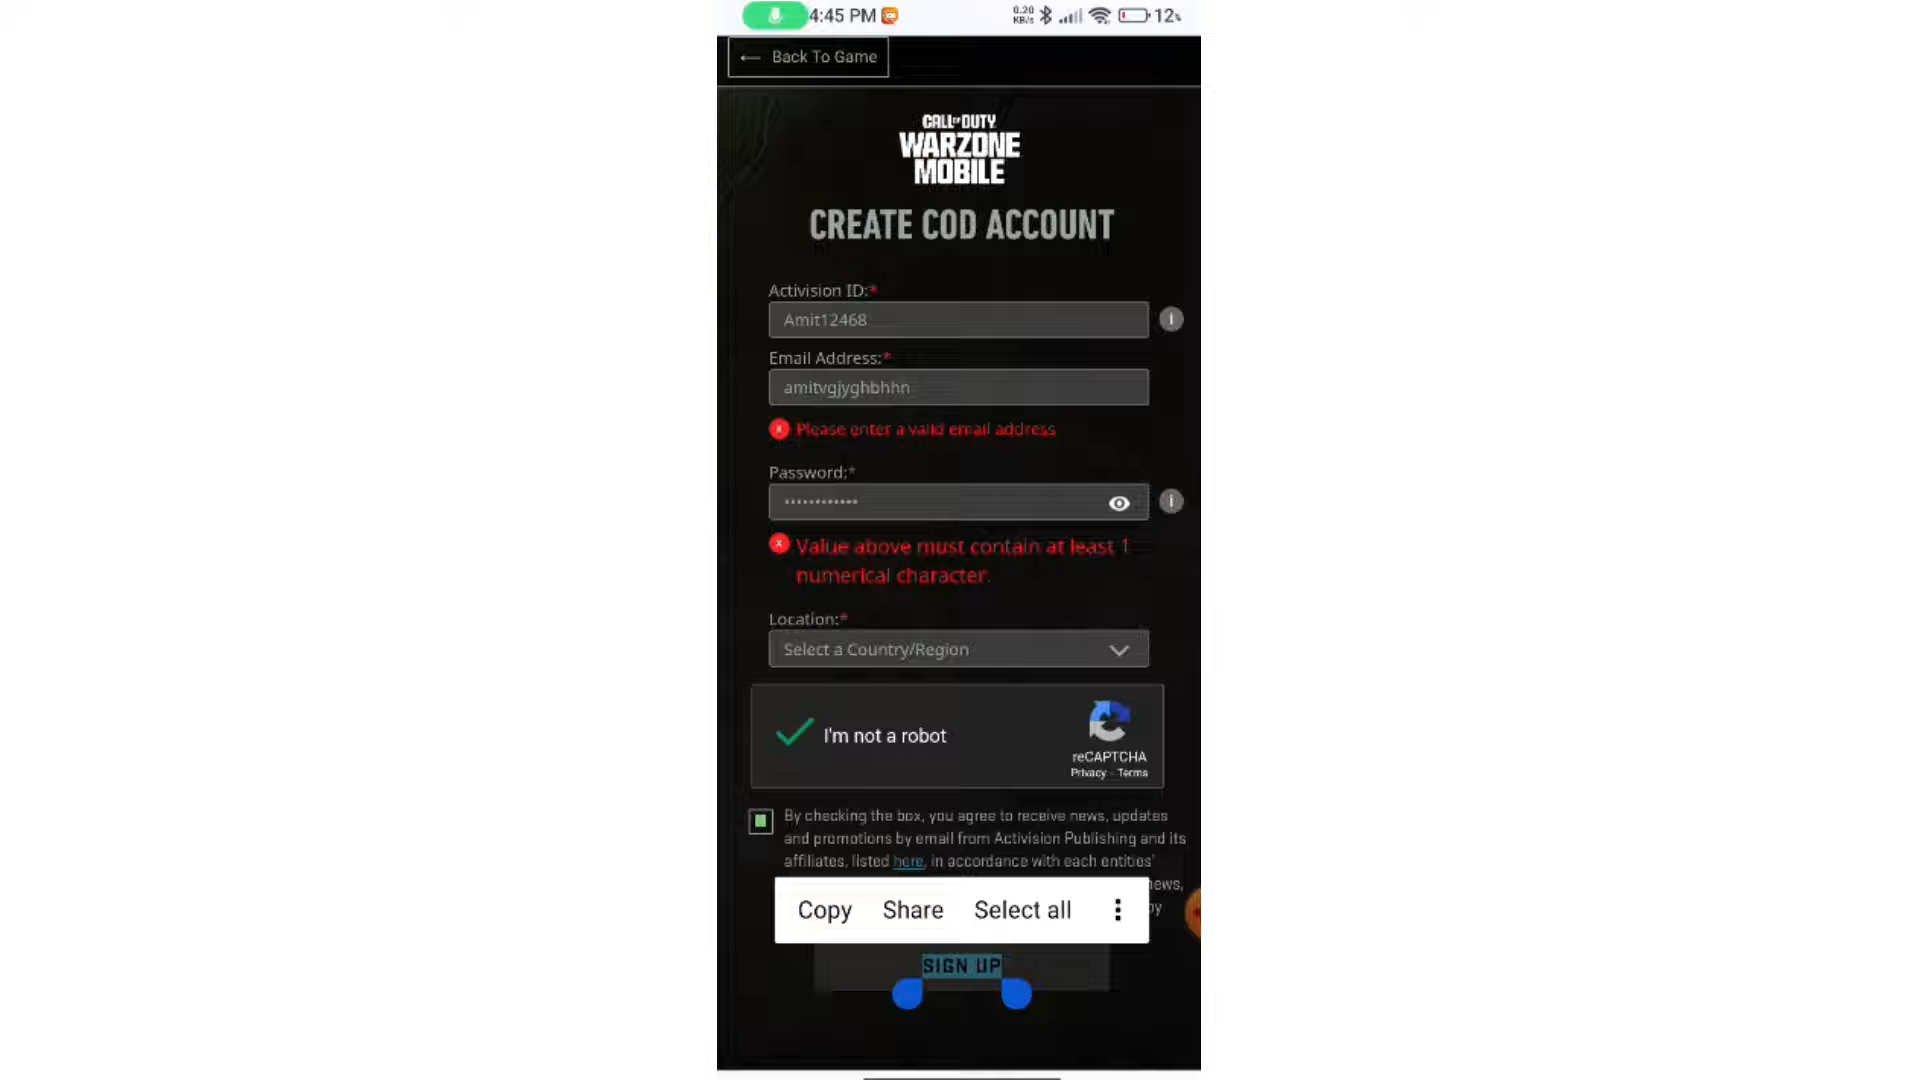 4:45 PM
0.20
KB/s
12%
Back To Game
CALL OF DUTY
WARZONE
MOBILE
CREATE COD ACCOUNT
Activision ID:*
Amit12468
Email Address:*
amitvgjyghbhhn
Please enter a valid email address
Password:*
••••••••••••
Value above must contain at least 1
numerical character.
Location:*
Select a Country/Region
I'm not a robot
reCAPTCHA
Privacy - Terms
By checking the box, you agree to receive news, updates
and promotions by email from Activision Publishing and its
affiliates, listed here, in accordance with each entities'
Copy Share Select all
SIGN UP